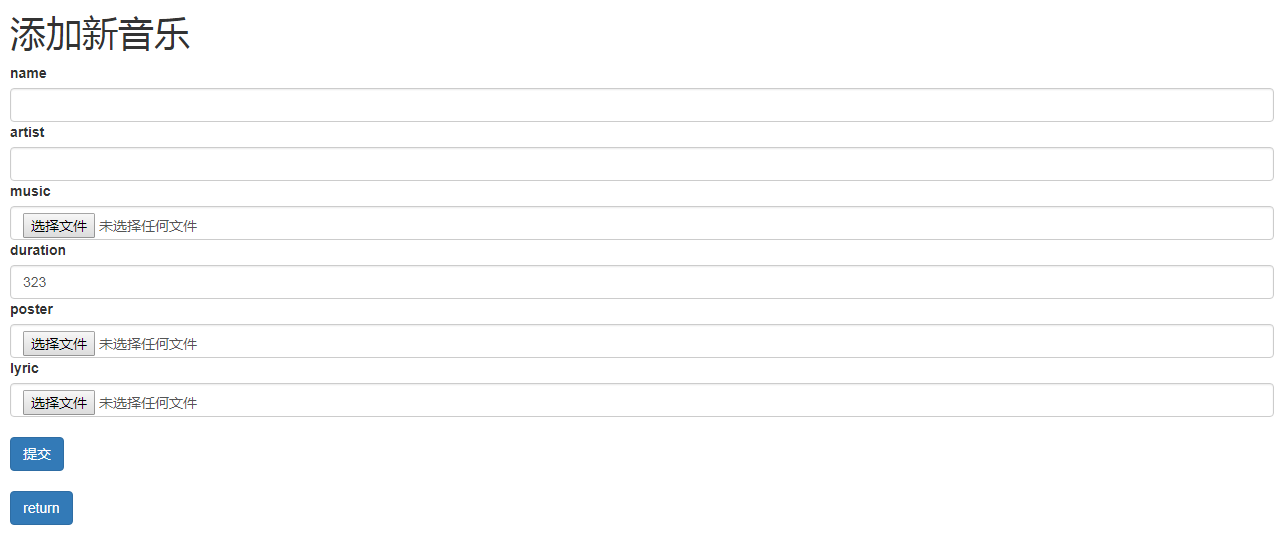 添加新音乐
name
artist
music
选择文件 未选择任何文件
duration
323
poster
选择文件 未选择任何文件
lyric
选择文件 未选择任何文件
提交
return